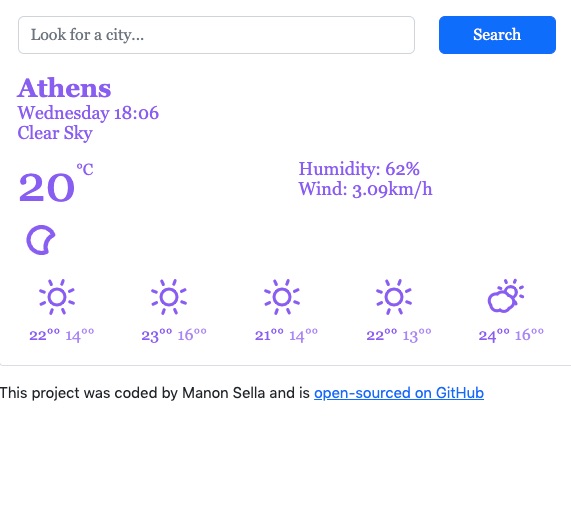 Look for a city...
Search
Athens
Wednesday 18:06
Clear Sky
20°C
Humidity: 62%
Wind: 3.09km/h
22°° 14°°
23°° 16°°
21°° 14°°
22°° 13°°
24°° 16°°
This project was coded by Manon Sella and is open-sourced on GitHub